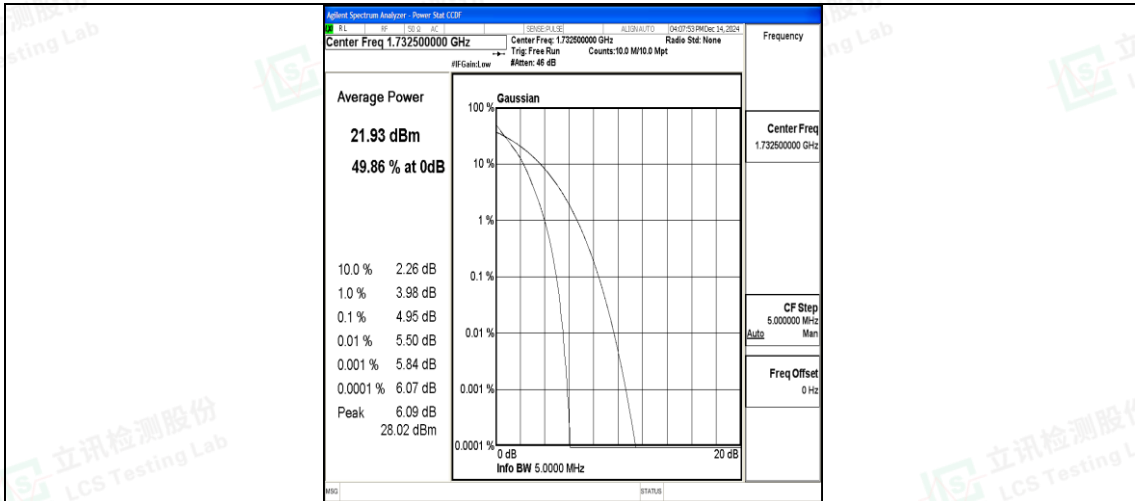 Agilent Spectrum Analyzer - Power Stat CCDF
RL RF 50 Ω AC SENSE:PULSE ALIGN AUTO 04:07:53 PM Dec 14, 2024
Center Freq 1.732500000 GHz
Center Freq: 1.732500000 GHz Radio Std: None
Trig: Free Run Counts:10.0 M/10.0 Mpt
#IFGain:Low #Atten: 46 dB
Frequency
Average Power
21.93 dBm
49.86 % at 0dB
10.0 % 2.26 dB
1.0 % 3.98 dB
0.1 % 4.95 dB
0.01 % 5.50 dB
0.001 % 5.84 dB
0.0001 % 6.07 dB
Peak 6.09 dB
28.02 dBm
Gaussian
100 %
10 %
1 %
0.1 %
0.01 %
0.001 %
0.0001 %
0 dB 20 dB
Info BW 5.0000 MHz
Center Freq
1.732500000 GHz
CF Step
5.000000 MHz
Auto Man
Freq Offset
0 Hz
MSG STATUS
立讯检测股份
LCS Testing Lab
立讯检测股份
LCS Testing L